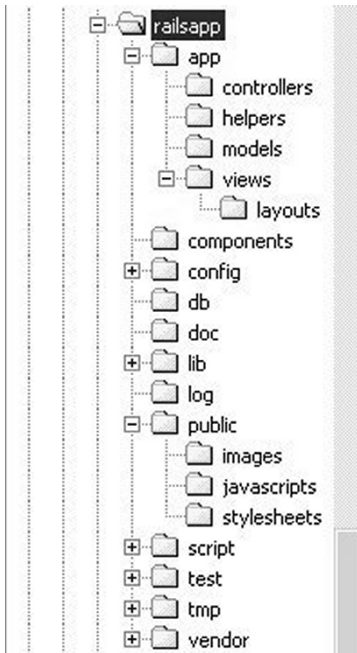 railsapp
app
controllers
helpers
models
views
layouts
components
config
db
doc
lib
log
public
images
javascripts
stylesheets
script
test
tmp
vendor